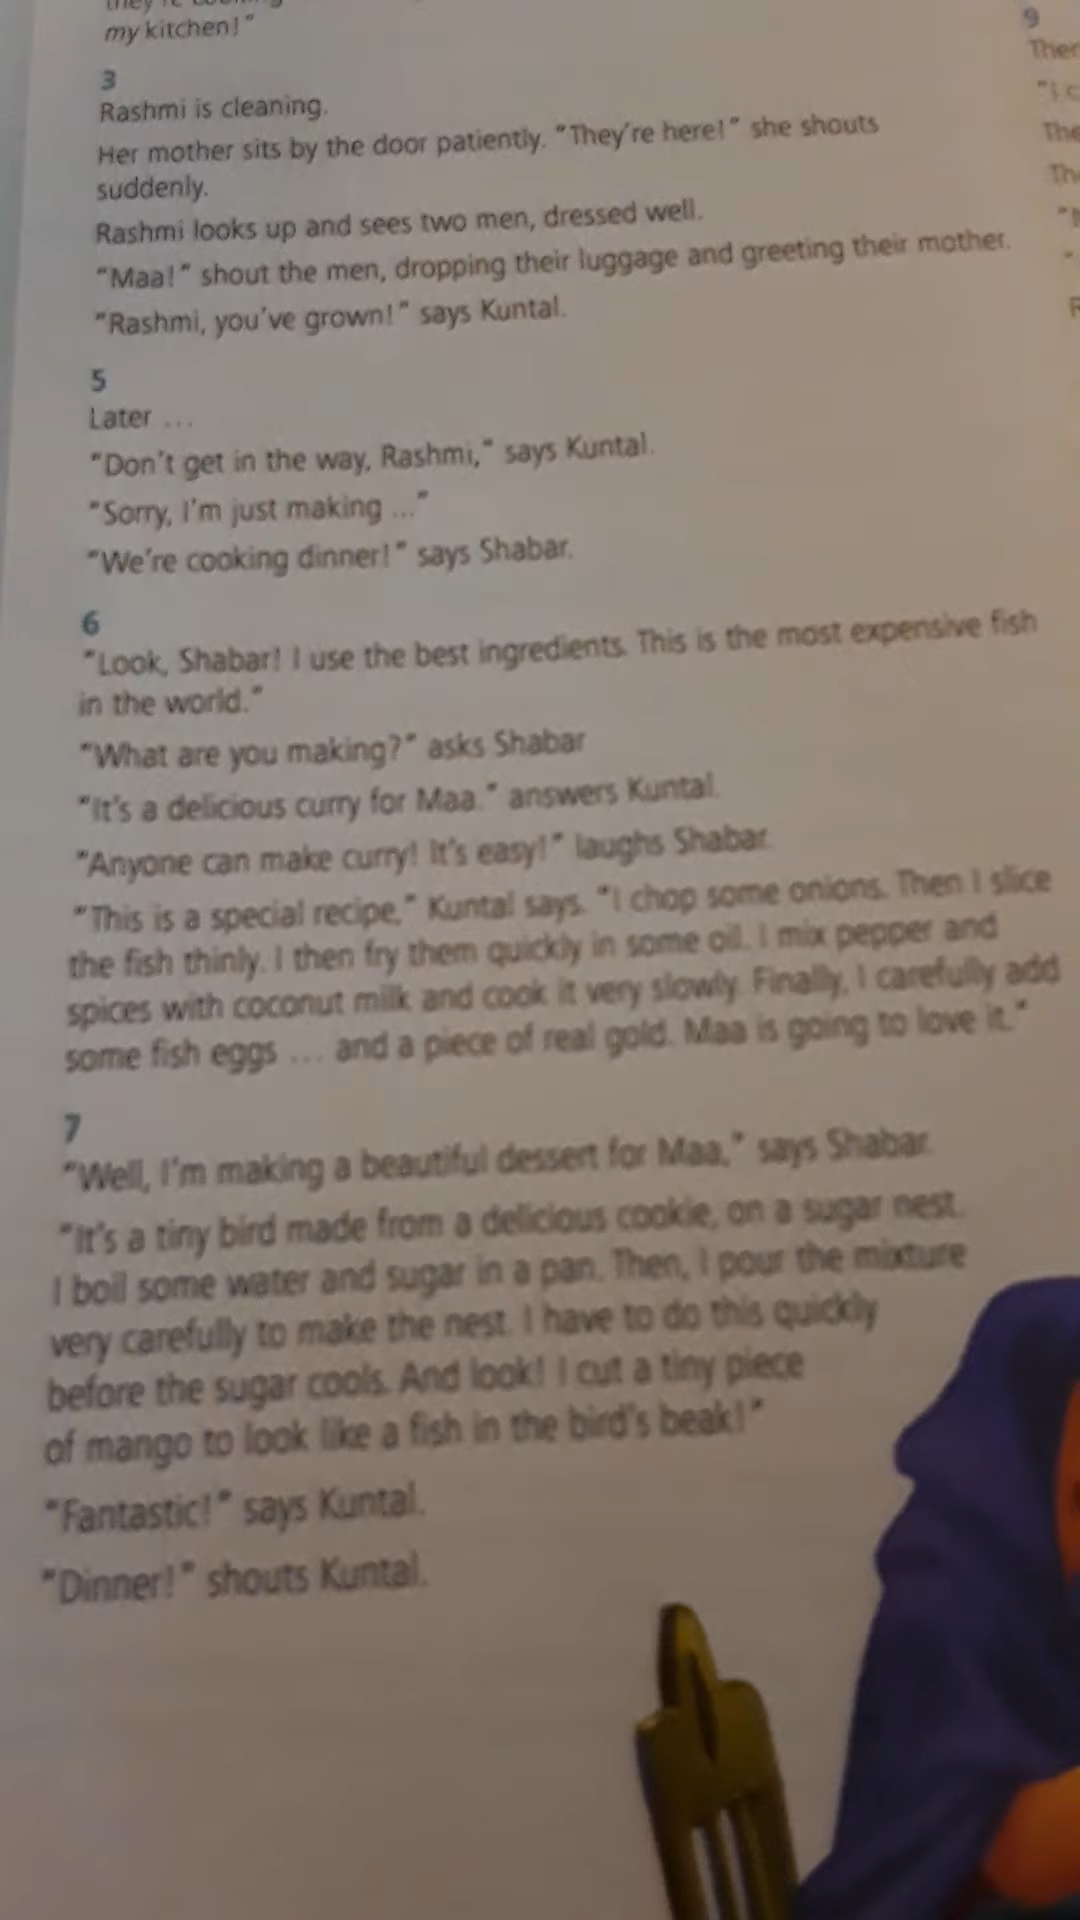 they're cooking
my kitchen!"
3
Rashmi is cleaning.
Her mother sits by the door patiently. "They're here!" she shouts
suddenly.
Rashmi looks up and sees two men, dressed well.
"Maa!" shout the men, dropping their luggage and greeting their mother.
"Rashmi, you've grown!" says Kuntal.
5
Later ...
"Don't get in the way, Rashmi," says Kuntal.
"Sorry, I'm just making ..."
"We're cooking dinner!" says Shabar.
6
"Look, Shabar! I use the best ingredients. This is the most expensive fish
in the world."
"What are you making?" asks Shabar
"It's a delicious curry for Maa." answers Kuntal.
"Anyone can make curry! It's easy!" laughs Shabar.
"This is a special recipe," Kuntal says. "I chop some onions. Then I slice
the fish thinly. I then fry them quickly in some oil. I mix pepper and
spices with coconut milk and cook it very slowly. Finally, I carefully add
some fish eggs ... and a piece of real gold. Maa is going to love it."
7
"Well, I'm making a beautiful dessert for Maa," says Shabar.
"It's a tiny bird made from a delicious cookie, on a sugar nest.
I boil some water and sugar in a pan. Then, I pour the mixture
very carefully to make the nest. I have to do this quickly
before the sugar cools. And look! I cut a tiny piece
of mango to look like a fish in the bird's beak!"
"Fantastic!" says Kuntal.
"Dinner!" shouts Kuntal.
9
The